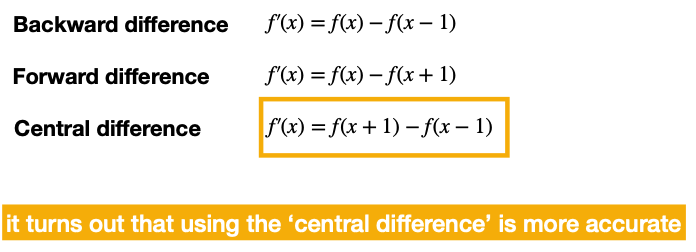 Backward difference f′(x) = f(x) − f(x − 1)
Forward difference f′(x) = f(x) − f(x + 1)
Central difference f′(x) = f(x + 1) − f(x − 1)
it turns out that using the ‘central difference’ is more accurate